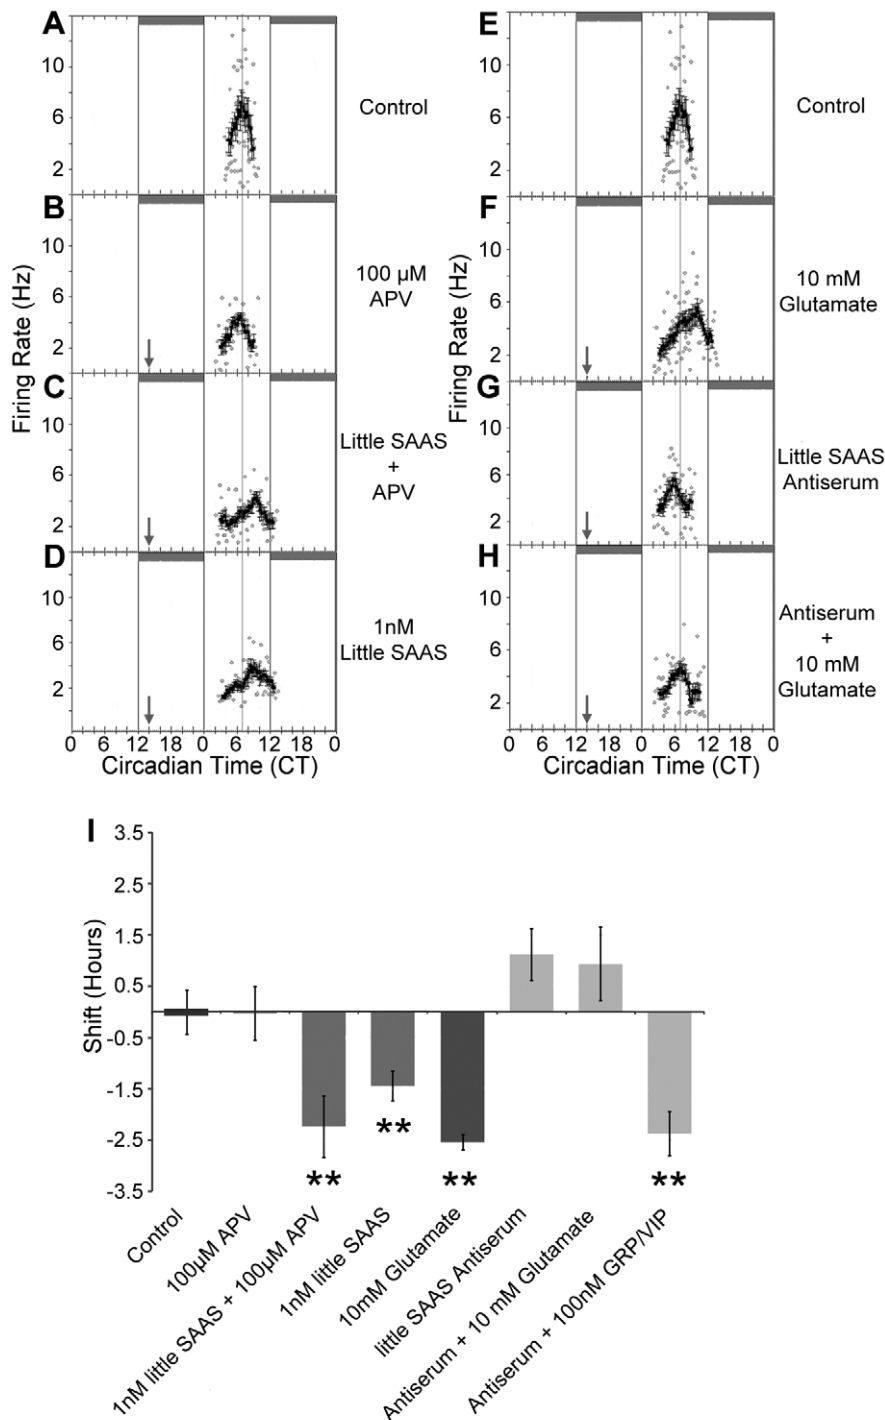 A
10
6
2
Control
B
10
6
2
100 µM
APV
C
10
6
2
Little SAAS
+
APV
D
10
6
2
1nM
Little SAAS
Firing Rate (Hz)
0 6 12 18 0 6 12 18 0
Circadian Time (CT)
E
10
6
2
Control
F
10
6
2
10 mM
Glutamate
G
10
6
2
Little SAAS
Antiserum
H
10
6
2
Antiserum
+
10 mM
Glutamate
Firing Rate (Hz)
0 6 12 18 0 6 12 18 0
Circadian Time (CT)
I
Shift (Hours)
3.5
2.5
1.5
0.5
-0.5
-1.5
-2.5
-3.5
**
**
**
**
Control
100µM APV
1nM little SAAS + 100µM APV
1nM little SAAS
10mM Glutamate
little SAAS Antiserum
Antiserum + 10 mM Glutamate
Antiserum + 100nM GRP/VIP